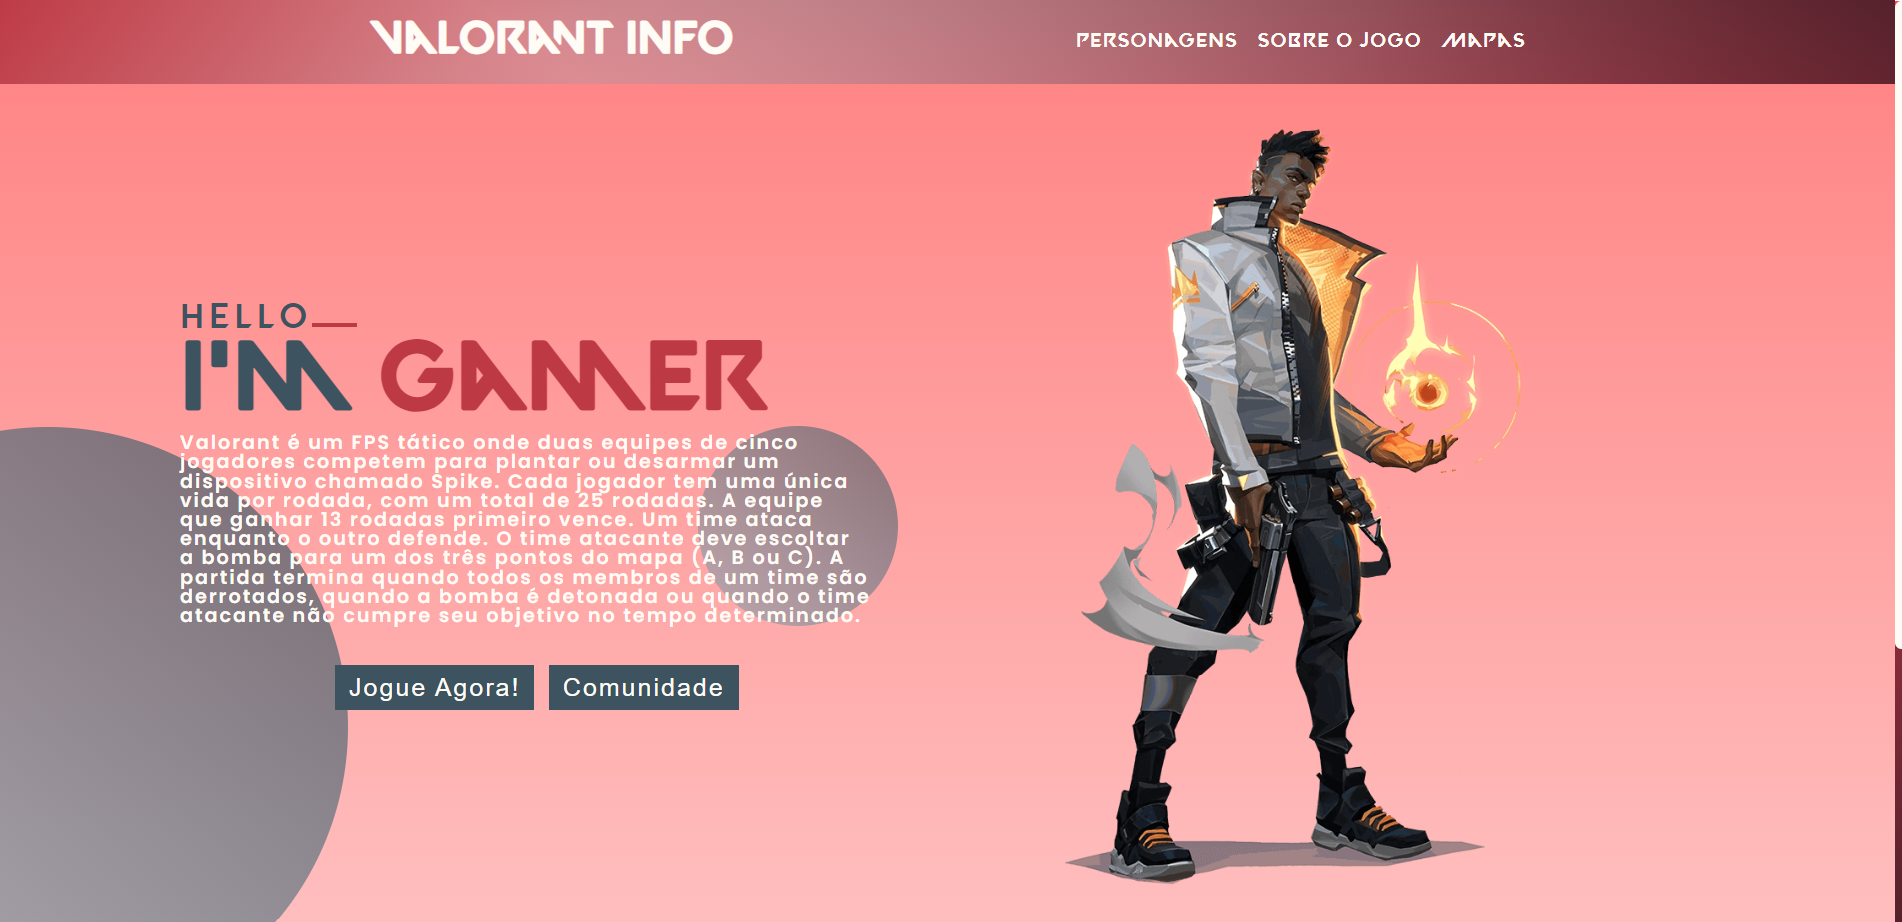 VALORANT INFO
PERSONAGENS SOBRE O JOGO MAPAS
HELLO
I'M GAMER
Valorant é um FPS tático onde duas equipes de cinco
jogadores competem para plantar ou desarmar um
dispositivo chamado Spike. Cada jogador tem uma única
vida por rodada, com um total de 25 rodadas. A equipe
que ganhar 13 rodadas primeiro vence. Um time ataca
enquanto o outro defende. O time atacante deve escoltar
a bomba para um dos três pontos do mapa (A, B ou C). A
partida termina quando todos os membros de um time são
derrotados, quando a bomba é detonada ou quando o time
atacante não cumpre seu objetivo no tempo determinado.
Jogue Agora! Comunidade